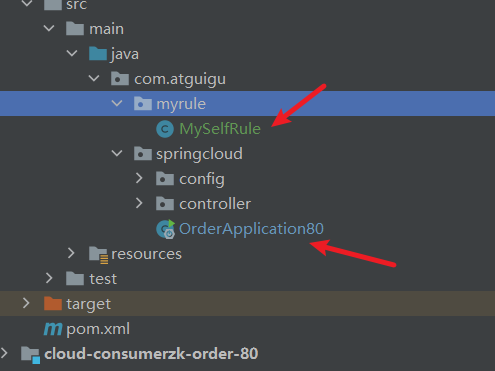 src
main
java
com.atguigu
myrule
MySelfRule
springcloud
config
controller
OrderApplication80
resources
test
target
pom.xml
cloud-consumerzk-order-80